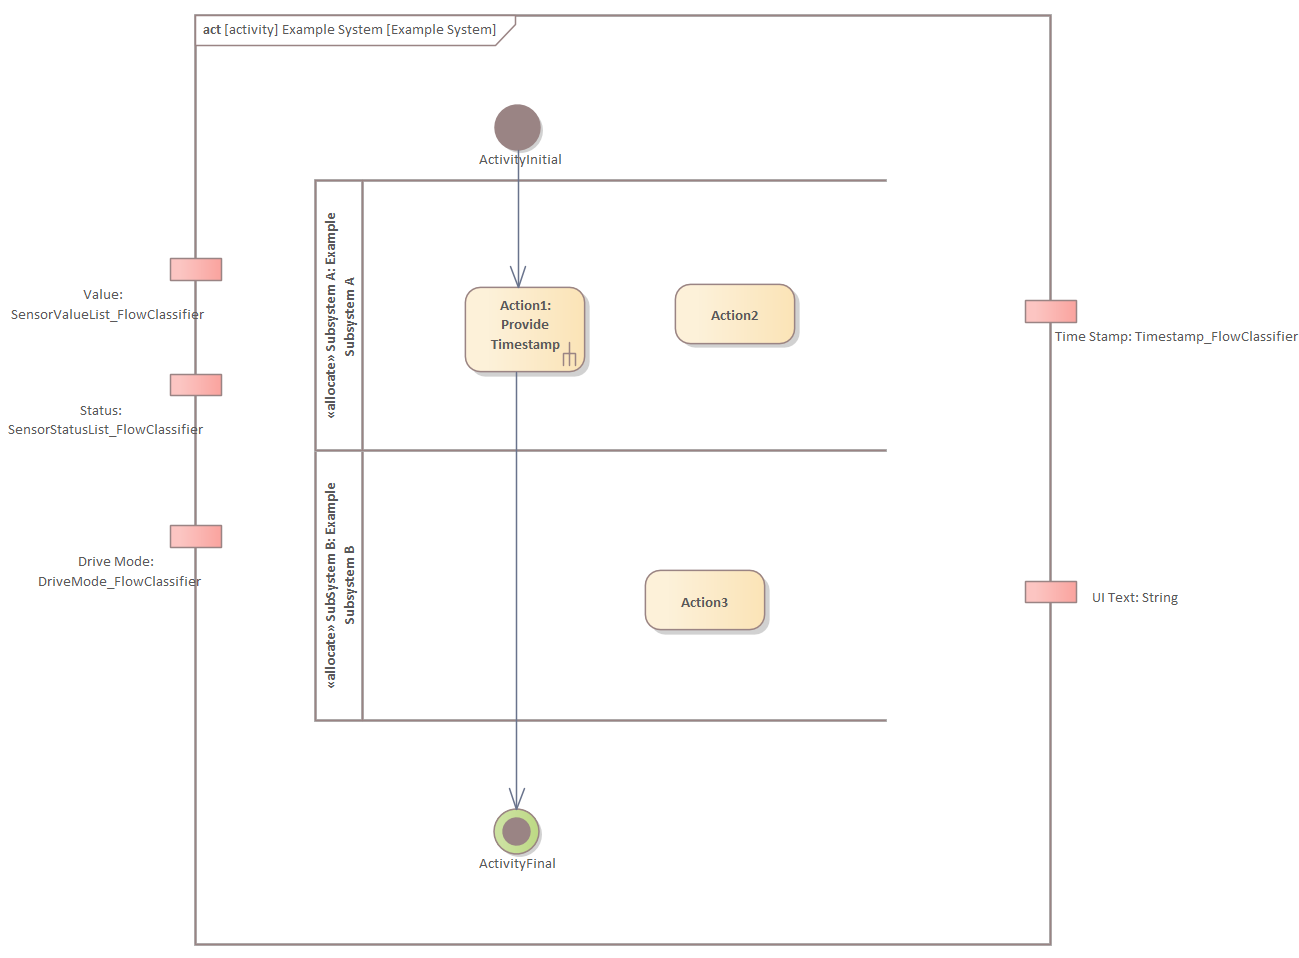 act [activity] Example System [Example System]
ActivityInitial
«allocate» Subsystem A: Example
Subsystem A
Value:
SensorValueList_FlowClassifier
Action1:
Provide
Timestamp
Action2
Time Stamp: Timestamp_FlowClassifier
Status:
SensorStatusList_FlowClassifier
«allocate» SubSystem B: Example
Subsystem B
Drive Mode:
DriveMode_FlowClassifier
Action3
UI Text: String
ActivityFinal